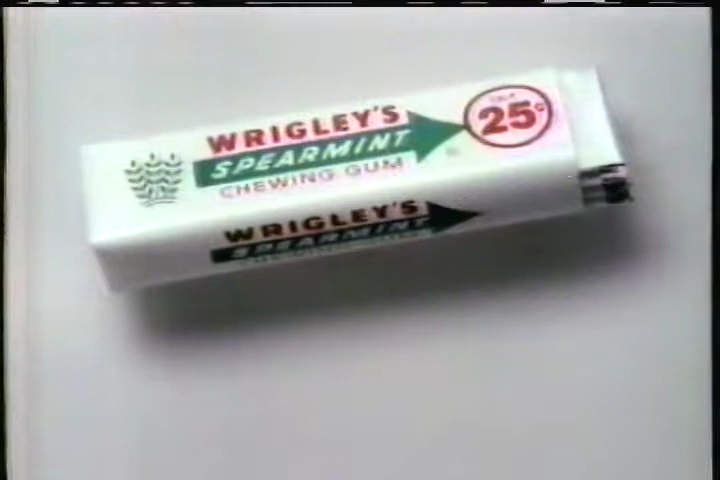 WRIGLEY'S
SPEARMINT
CHEWING GUM
25¢
WRIGLEY'S
SPEARMINT